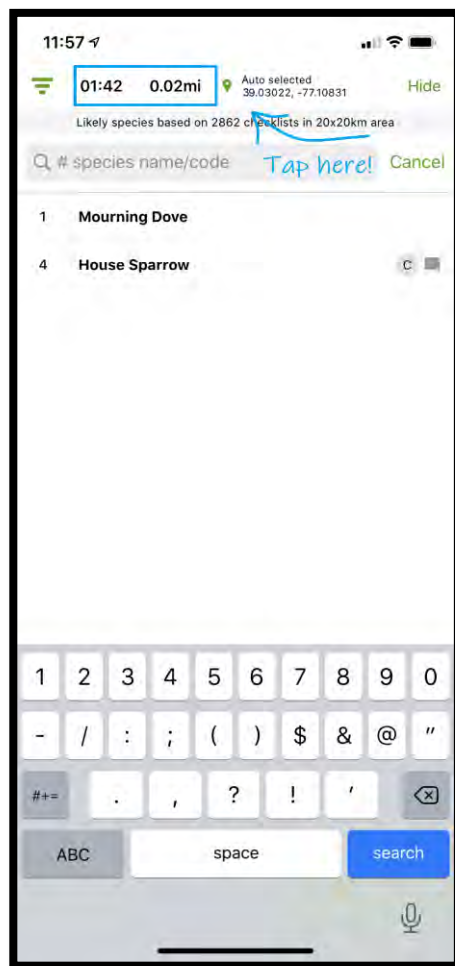 11:57
01:42 0.02mi Auto selected Hide
39.03022, -77.10831
Likely species based on 2862 checklists in 20x20km area
# species name/code Tap here! Cancel
1 Mourning Dove
4 House Sparrow C
1 2 3 4 5 6 7 8 9 0
- / : ; ( ) $ & @ "
#+= . , ? ! '
ABC space search